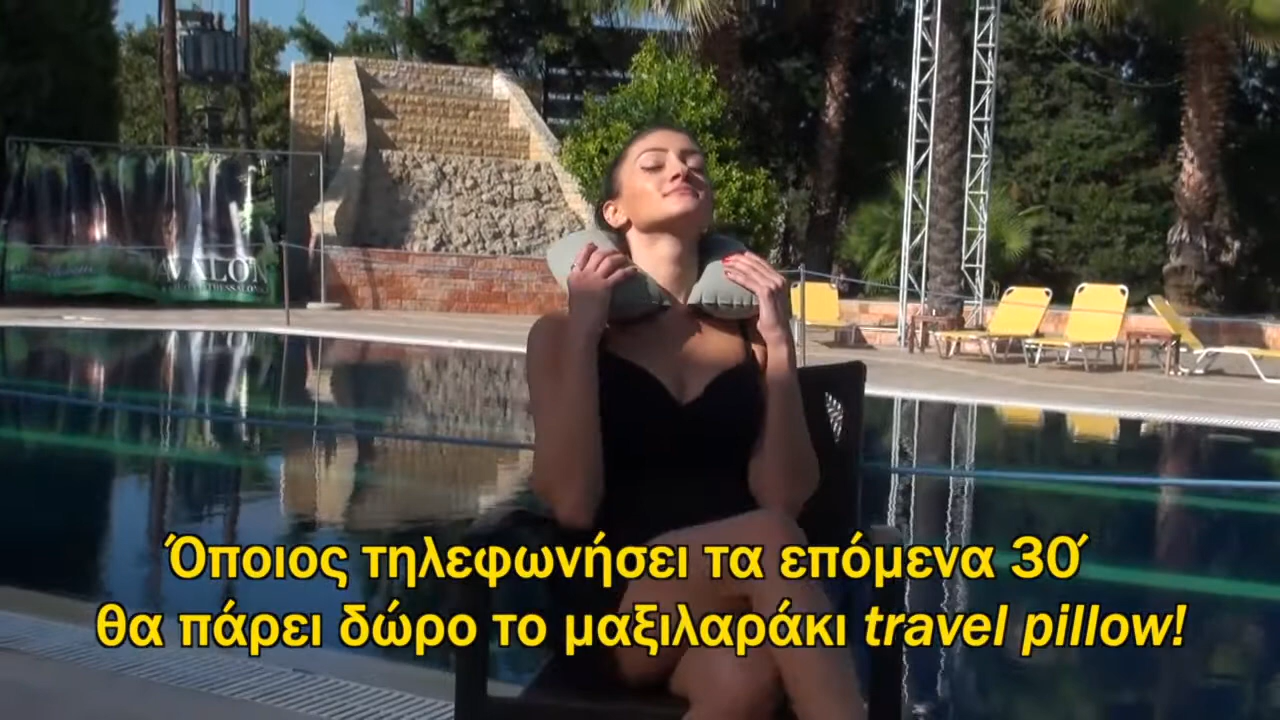 AVALON
Όποιος τηλεφωνήσει τα επόμενα 30΄
θα πάρει δώρο το μαξιλαράκι travel pillow!